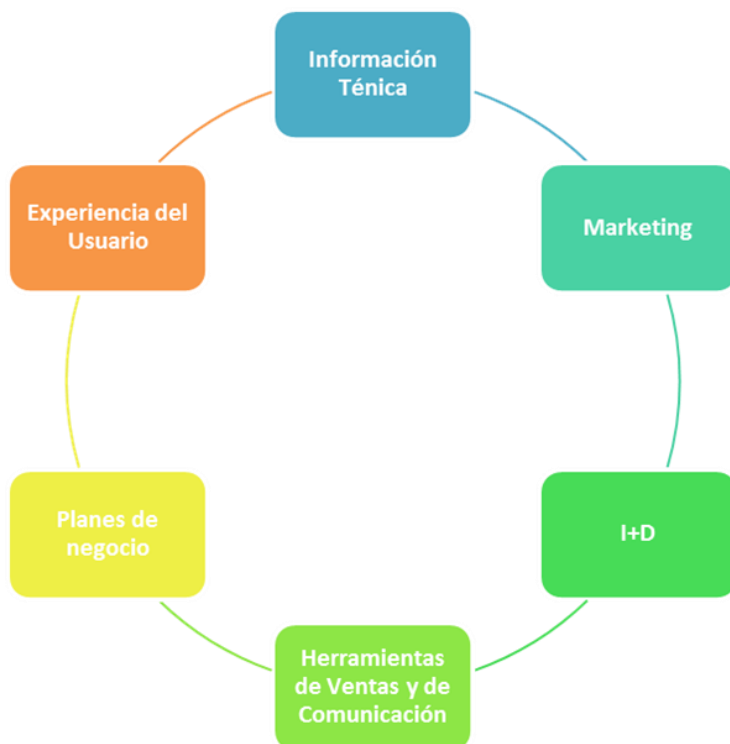 Información
Ténica
Marketing
I+D
Herramientas
de Ventas y de
Comunicación
Planes de
negocio
Experiencia del
Usuario